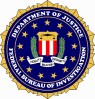 DEPARTMENT OF JUSTICE
FEDERAL BUREAU OF INVESTIGATION